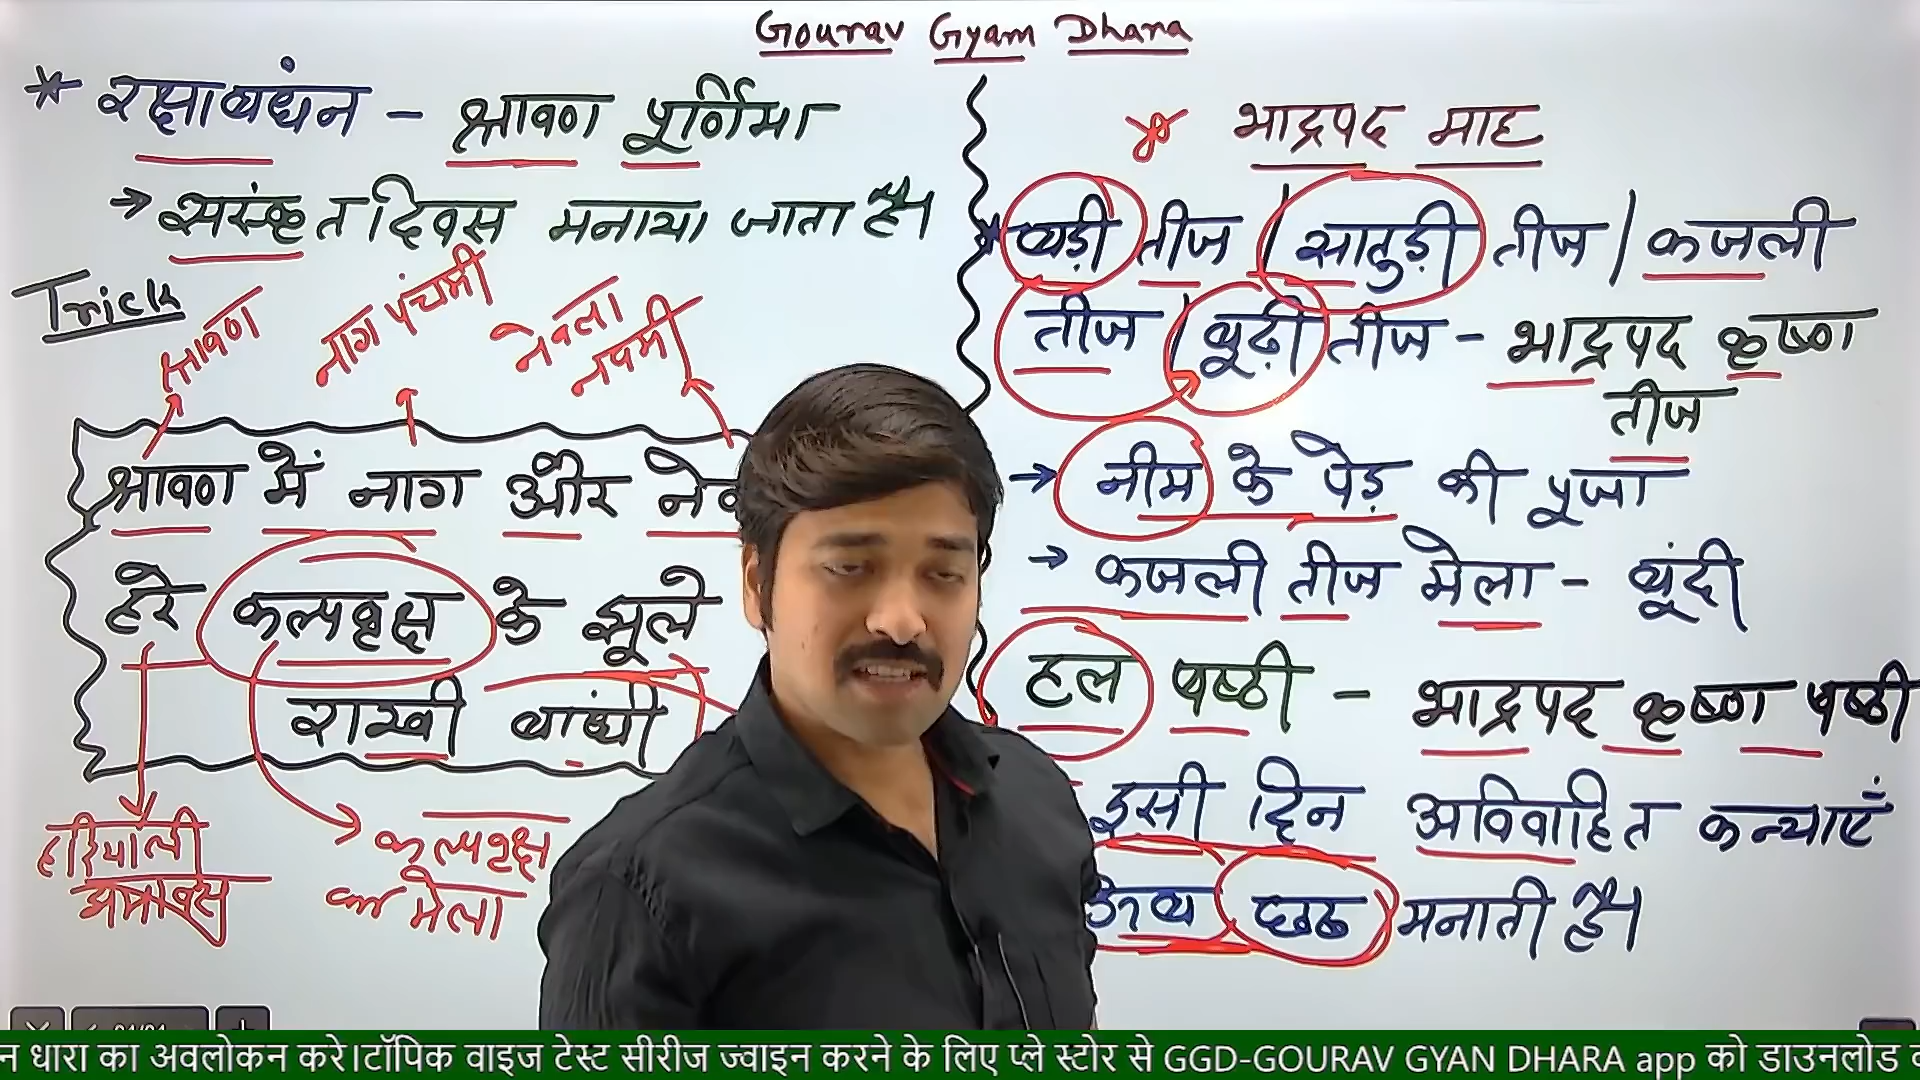 Gourav Gyan Dhara
* रक्षाबंधन - श्रावण पूर्णिमा
→ संस्कृत दिवस मनाया जाता है।
Trick
श्रावण
नाग पंचमी
नेवला
नवमी
श्रावण में नाग और
हरे कल्पवृक्ष के झूले
राखी बांधी
हरियाली
अमावस
कल्पवृक्ष
का मेला
* भाद्रपद माह
* बड़ी तीज / सातुड़ी तीज / कजली
तीज / बूढ़ी तीज - भाद्रपद कृष्ण
तीज
→ नीम के पेड़ की पूजा
→ कजली तीज मेला - बूंदी
हल षष्ठी - भाद्रपद कृष्ण षष्ठी
इसी दिन अविवाहित कन्याएँ
ऊब छठ मनाती है।
न धारा का अवलोकन करे।टॉपिक वाइज टेस्ट सीरीज ज्वाइन करने के लिए प्ले स्टोर से GGD-GOURAV GYAN DHARA app को डाउनलोड